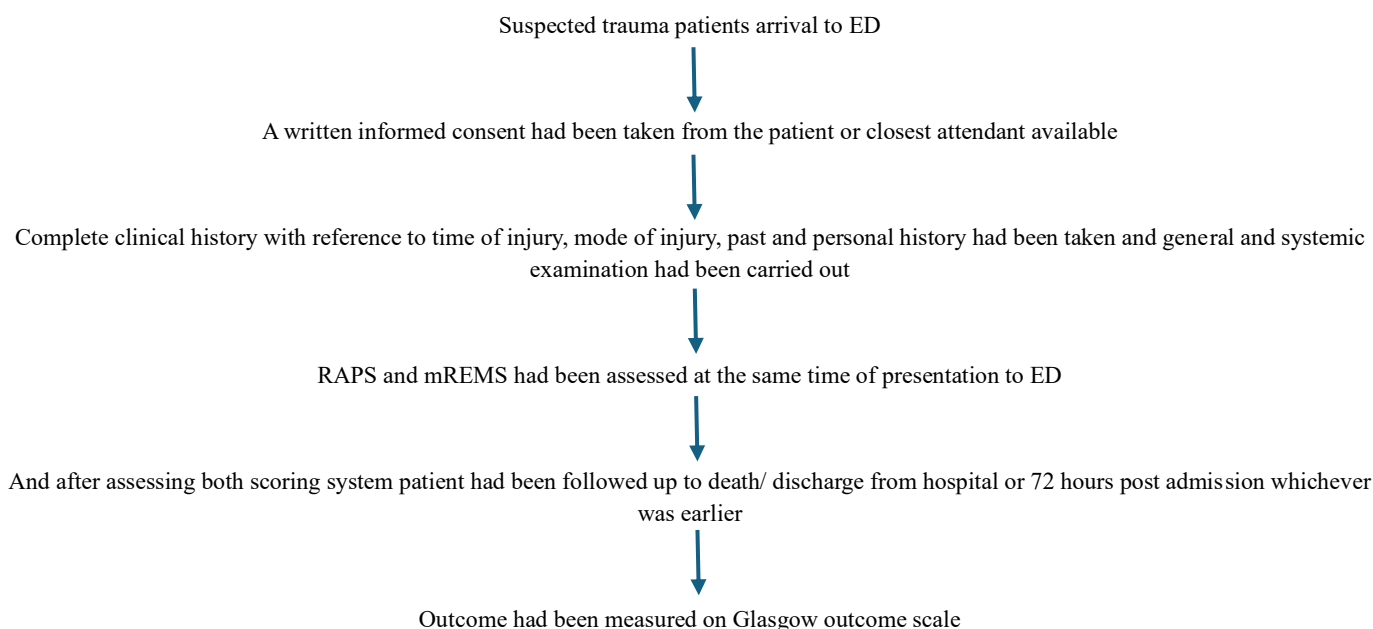 Suspected trauma patients arrival to ED
A written informed consent had been taken from the patient or closest attendant available
Complete clinical history with reference to time of injury, mode of injury, past and personal history had been taken and general and systemic
examination had been carried out
RAPS and mREMS had been assessed at the same time of presentation to ED
And after assessing both scoring system patient had been followed up to death/ discharge from hospital or 72 hours post admission whichever
was earlier
Outcome had been measured on Glasgow outcome scale